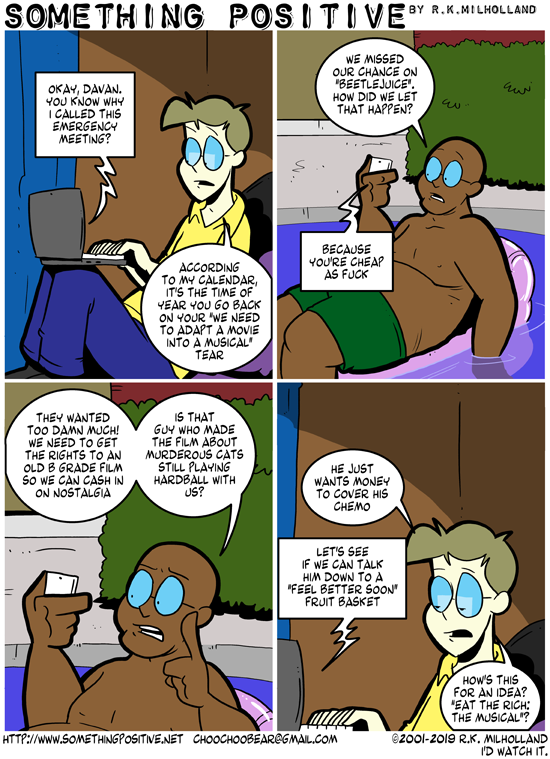 SOMETHING POSITIVE BY R.K.MILHOLLAND
OKAY, DAVAN.
YOU KNOW WHY
I CALLED THIS
EMERGENCY
MEETING?
ACCORDING
TO MY CALENDAR,
IT'S THE TIME OF
YEAR YOU GO BACK
ON YOUR "WE NEED
TO ADAPT A MOVIE
INTO A MUSICAL"
TEAR
WE MISSED
OUR CHANCE ON
"BEETLEJUICE".
HOW DID WE LET
THAT HAPPEN?
BECAUSE
YOU'RE CHEAP
AS FUCK
THEY WANTED
TOO DAMN MUCH!
WE NEED TO GET
THE RIGHTS TO AN
OLD B GRADE FILM
SO WE CAN CASH IN
ON NOSTALGIA
IS THAT
GUY WHO MADE
THE FILM ABOUT
MURDEROUS CATS
STILL PLAYING
HARDBALL WITH
US?
HE JUST
WANTS MONEY
TO COVER HIS
CHEMO
LET'S SEE
IF WE CAN TALK
HIM DOWN TO A
"FEEL BETTER SOON"
FRUIT BASKET
HOW'S THIS
FOR AN IDEA?
"EAT THE RICH:
THE MUSICAL"?
HTTP://WWW.SOMETHINGPOSITIVE.NET CHOOCHOOBEAR@GMAIL.COM ©2001-2019 R.K. MILHOLLAND
I'D WATCH IT.